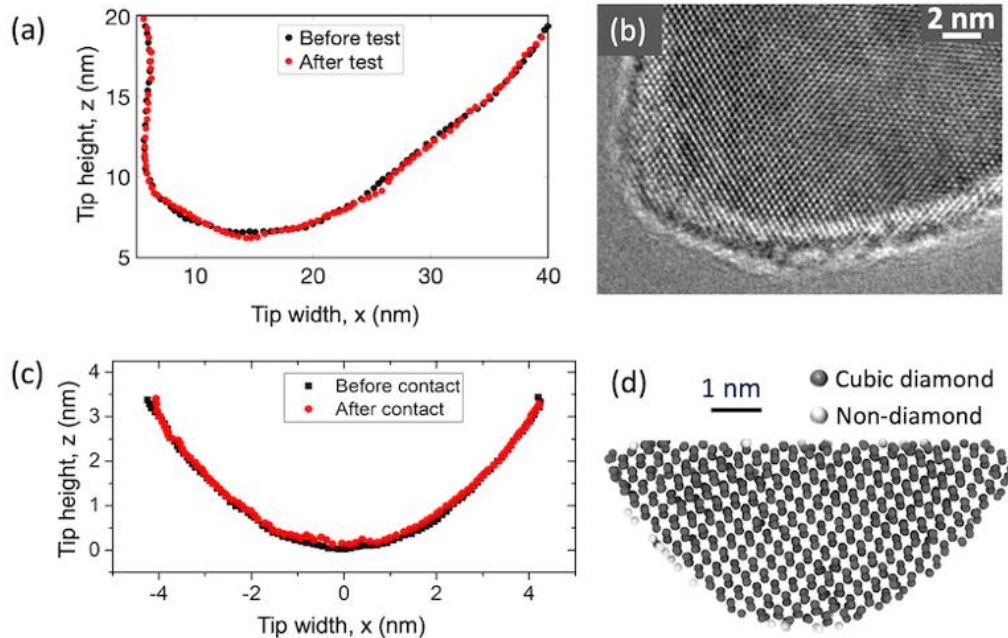 (a)
20
15
10
5
Tip height, z (nm)
Before test
After test
10
20
30
40
Tip width, x (nm)
(b)
2 nm
(c)
4
3
2
1
0
Tip height, z (nm)
Before contact
After contact
-4
-2
0
2
4
Tip width, x (nm)
(d)
1 nm
Cubic diamond
Non-diamond